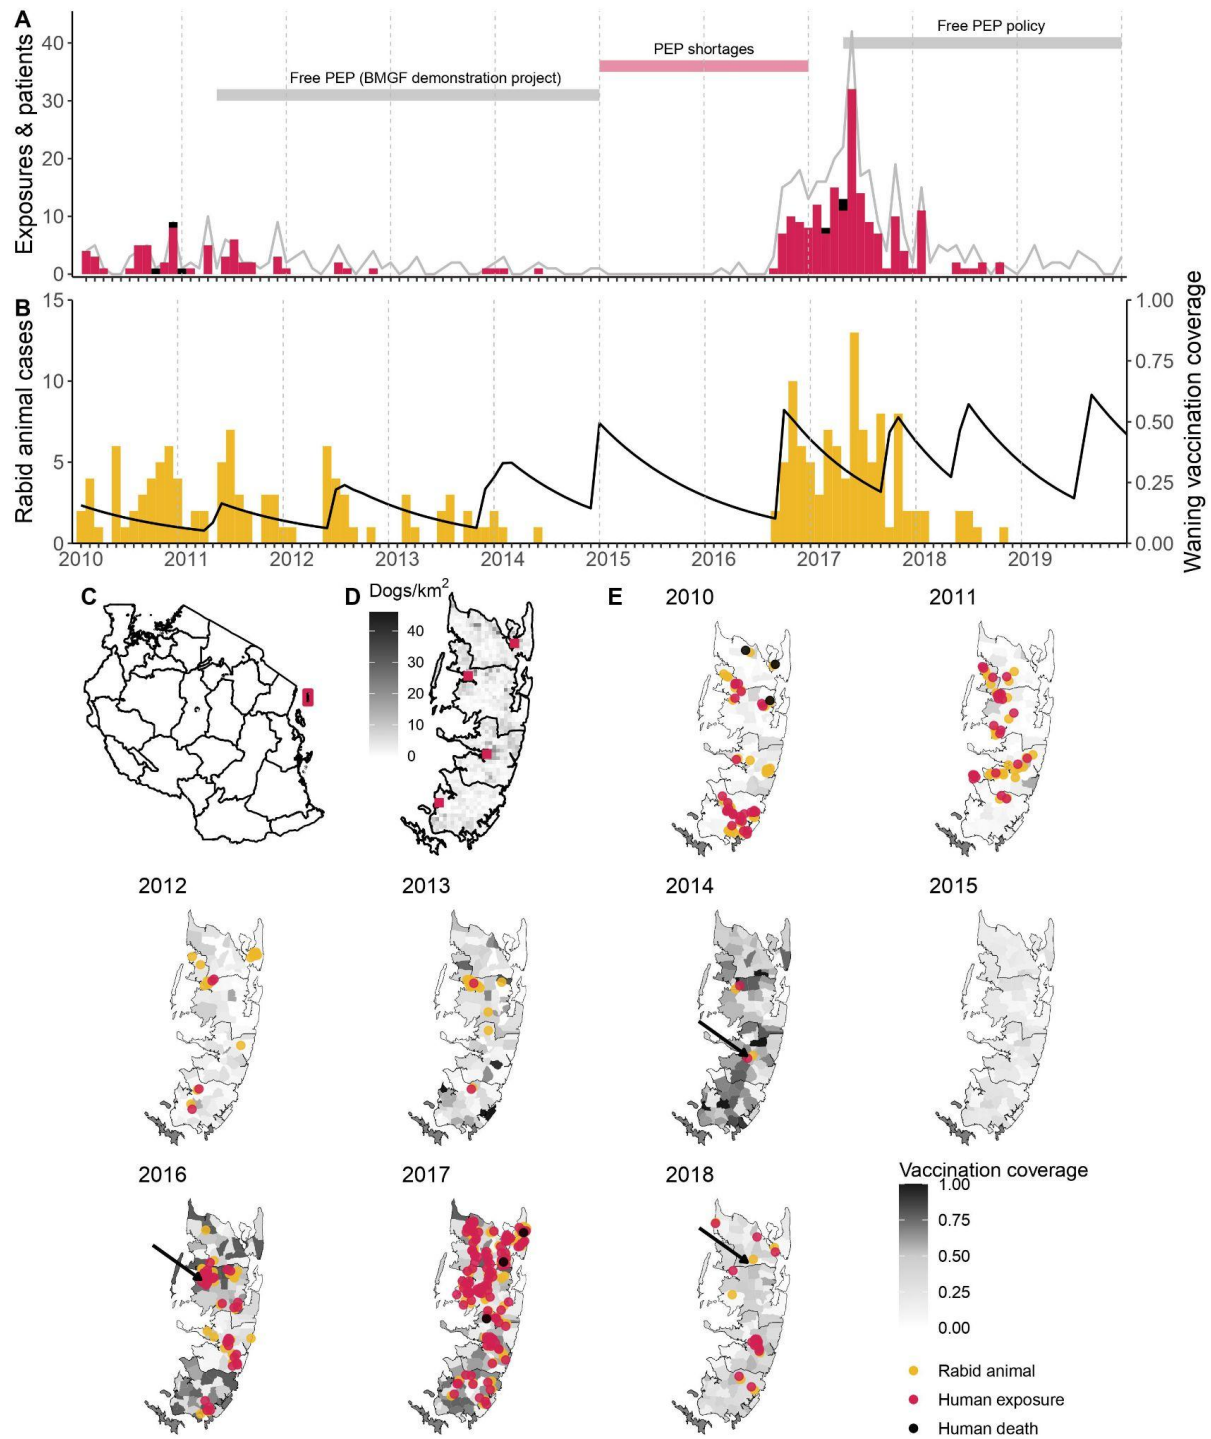 A
Free PEP policy
PEP shortages
Free PEP (BMGF demonstration project)
Exposures & patients
40
30
20
10
0
B
Rabid animal cases
15
10
5
0
1.00
0.75
0.50
0.25
0.00
Waning vaccination coverage
2010 2011 2012 2013 2014 2015 2016 2017 2018 2019
C
D
Dogs/km²
40
30
20
10
0
E
2010 2011
2012 2013 2014 2015
2016 2017 2018
Vaccination coverage
1.00
0.75
0.50
0.25
0.00
Rabid animal
Human exposure
Human death